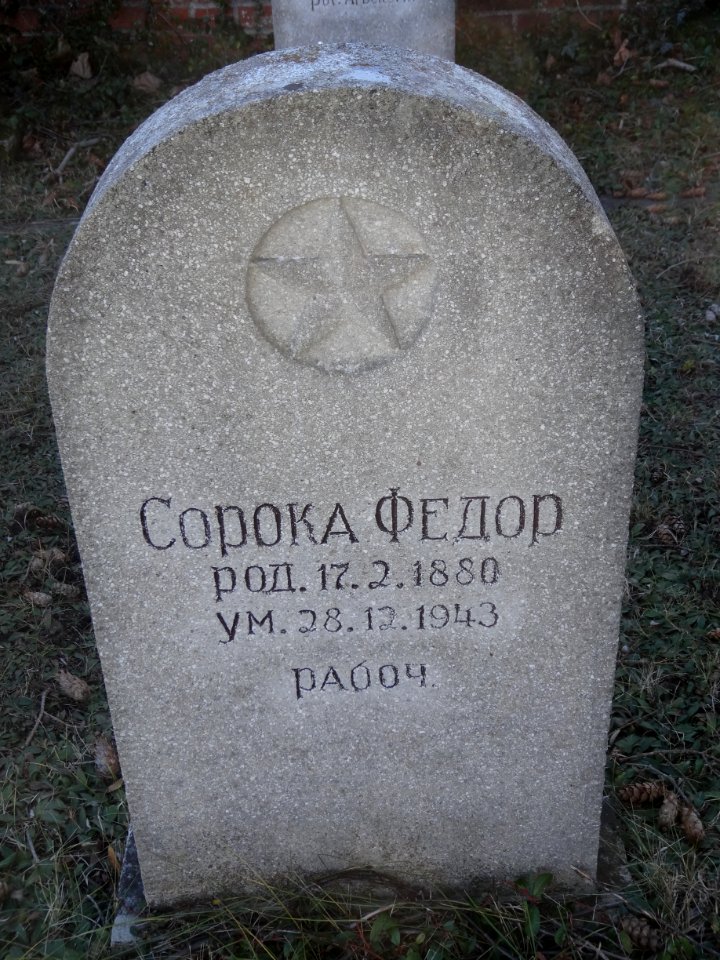 Сорока Федор
род. 17.2.1880
ум. 28.12.1943
рабоч.